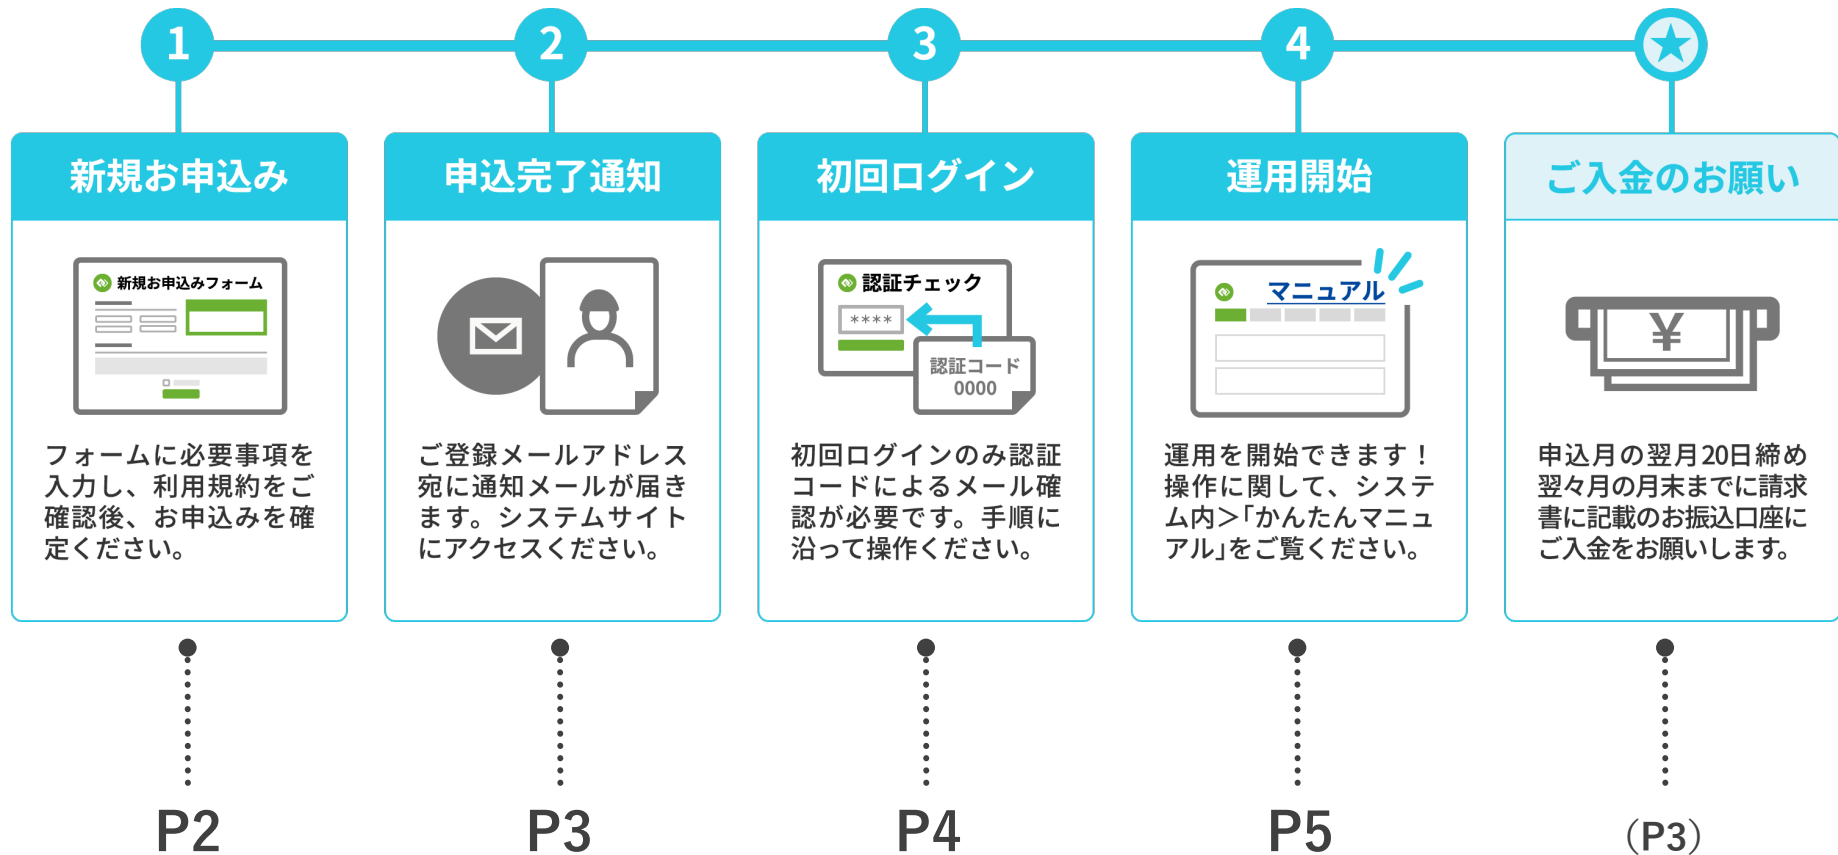 1
2
3
4
新規お申込み
新規お申込みフォーム
フォームに必要事項を
入力し、利用規約をご
確認後、お申込みを確
定ください。
申込完了通知
ご登録メールアドレス
宛に通知メールが届き
ます。システムサイト
にアクセスください。
初回ログイン
認証チェック
****
認証コード
0000
初回ログインのみ認証
コードによるメール確
認が必要です。手順に
沿って操作ください。
運用開始
マニュアル
運用を開始できます！
操作に関して、システ
ム内＞「かんたんマニュ
アル」をご覧ください。
ご入金のお願い
¥
申込月の翌月20日締め
翌々月の月末までに請求
書に記載のお振込口座に
ご入金をお願いします。
P2
P3
P4
P5
（P3）